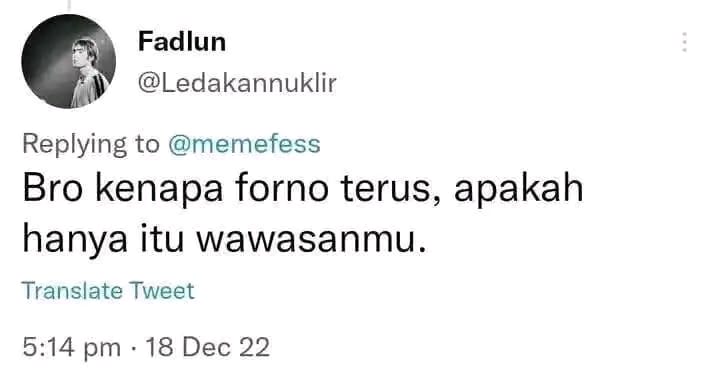 Fadlun
@Ledakannuklir
Replying to @memefess
Bro kenapa forno terus, apakah
hanya itu wawasanmu.
Translate Tweet
5:14 pm · 18 Dec 22